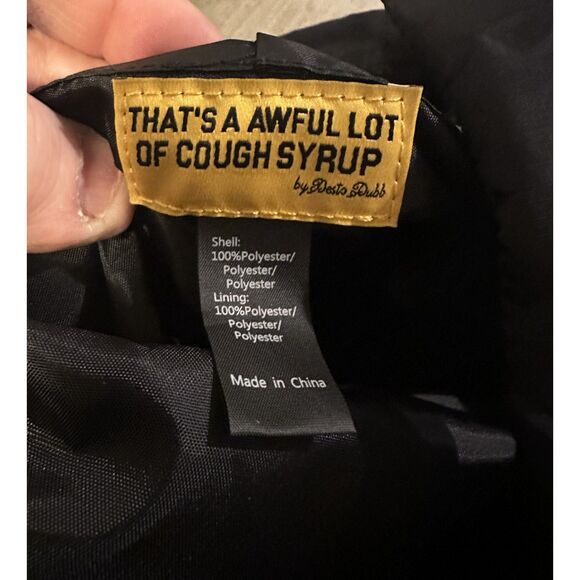 THAT'S A AWFUL LOT
OF COUGH SYRUP
by Desto Dubb
Shell:
100%Polyester/
Polyester/
Polyester
Lining:
100%Polyester/
Polyester/
Polyester
Made in China